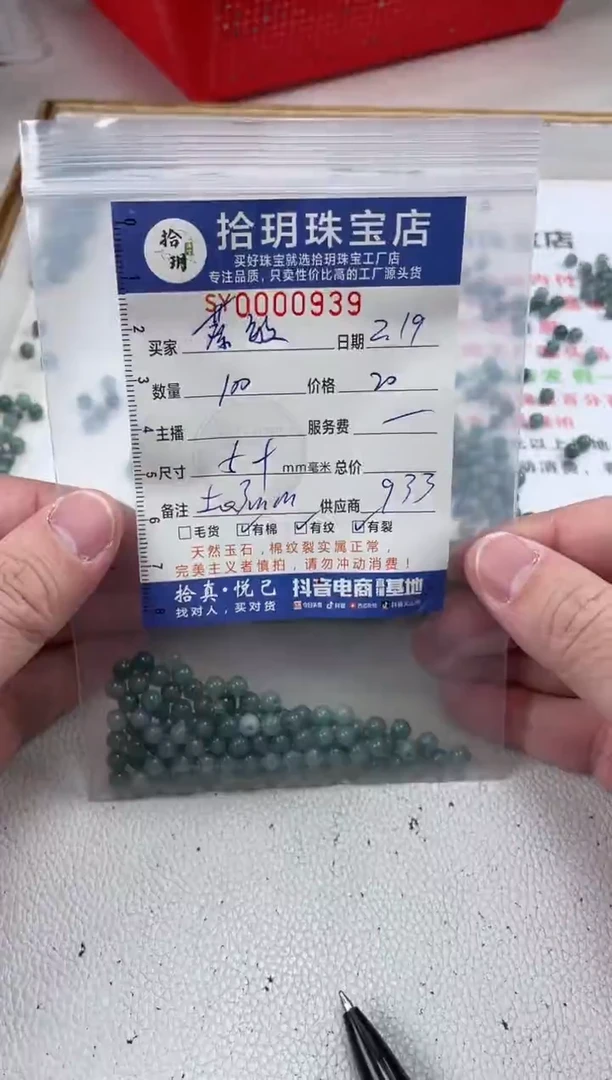 拾玥
拾玥珠宝店
买好珠宝就选拾玥珠宝工厂店
专注品质,只卖性价比高的工厂源头货
SY0000939
买家 日期 2.19
数量 100 价格 20
主播 服务费 一
尺寸 mm毫米 总价
备注 ±0.3mm 供应商 933
毛货 有棉 有纹 有裂
天然玉石,棉纹裂实属正常,
完美主义者慎拍,请勿冲动消费!
拾真·悦己 抖音电商 基地
找对人,买对货